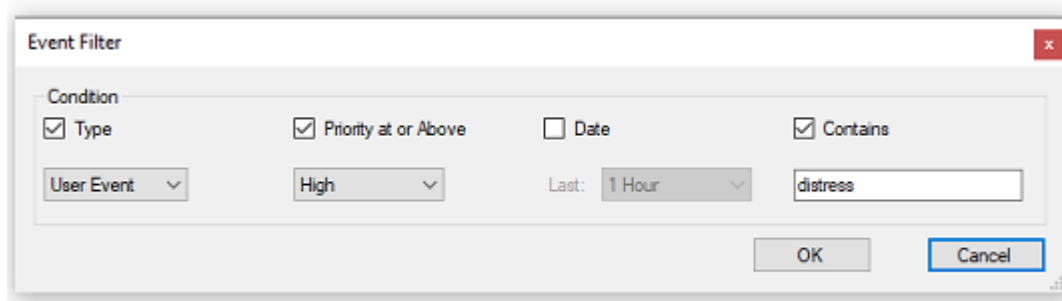 Event Filter
x
Condition
Type Priority at or Above Date Contains
User Event High Last: 1 Hour distress
OK Cancel